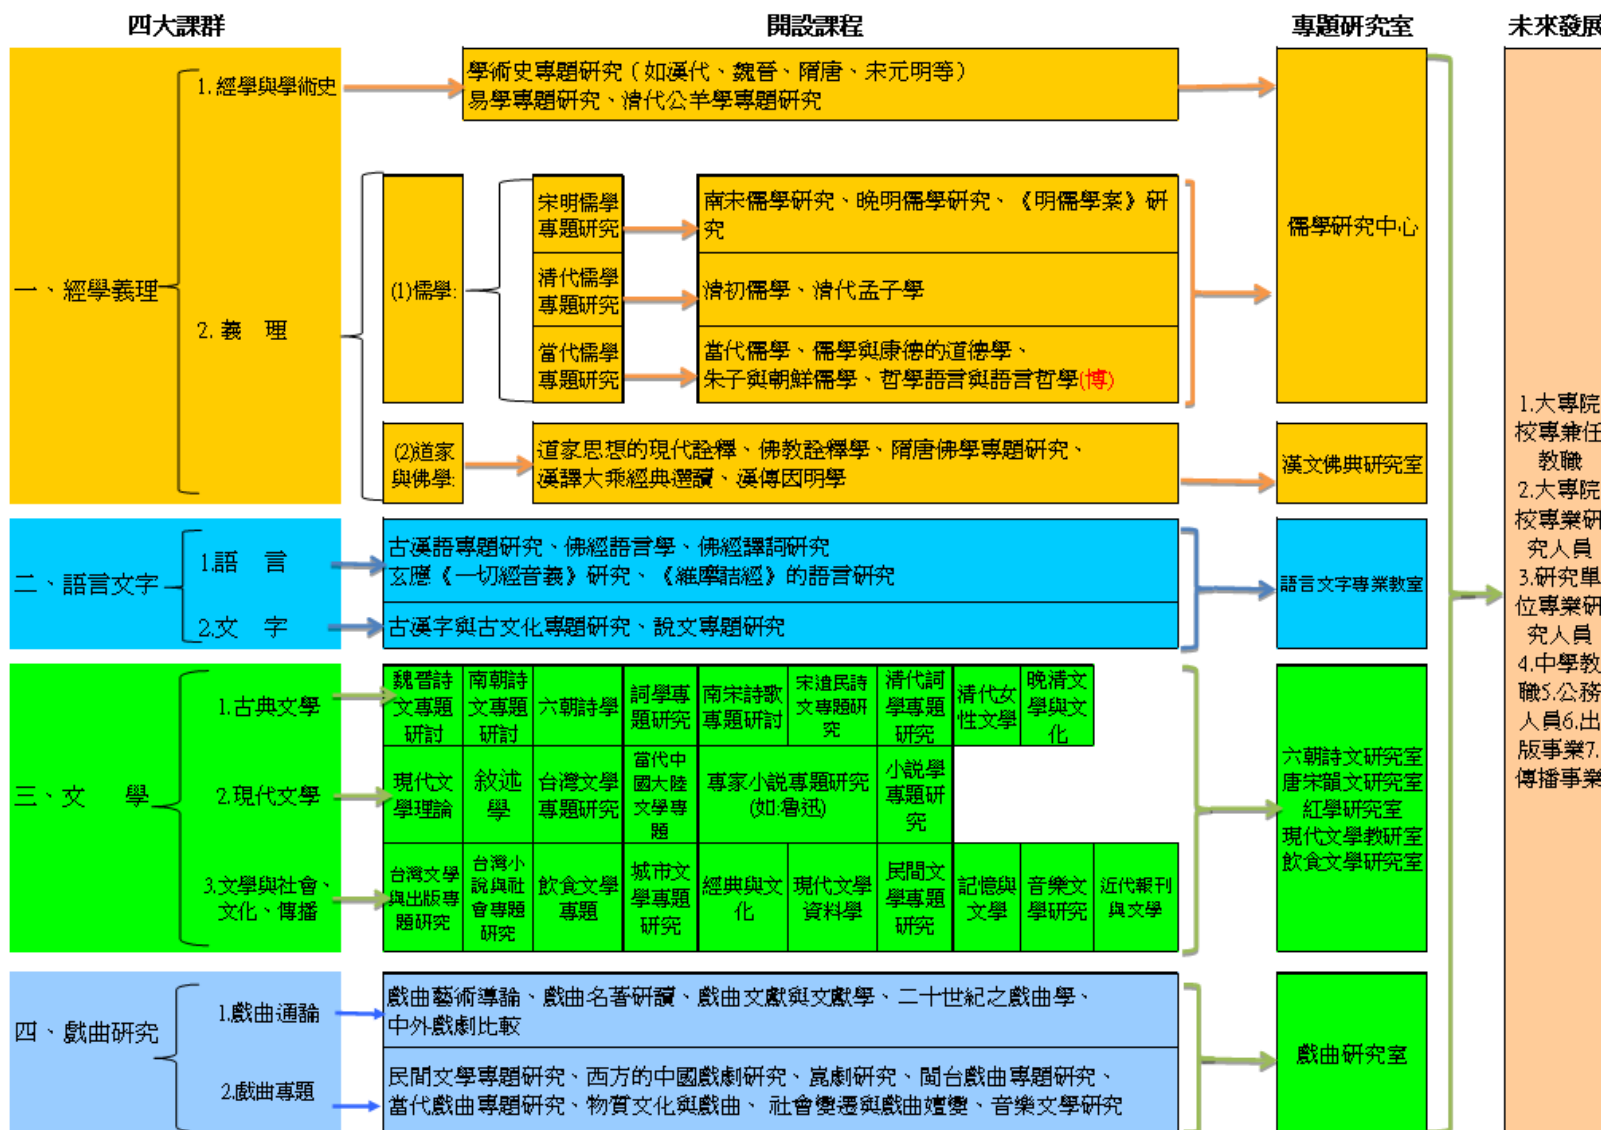 四大課群
開設課程
專題研究室
未來發展
一、經學義理
1. 經學與學術史
學術史專題研究（如漢代、魏晉、隋唐、宋元明等）
易學專題研究、清代公羊學專題研究
2. 義　理
(1)儒學:
宋明儒學
專題研究
南宋儒學研究、晚明儒學研究、《明儒學案》研
究
清代儒學
專題研究
清初儒學、清代孟子學
當代儒學
專題研究
當代儒學、儒學與康德的道德學、
朱子與朝鮮儒學、哲學語言與語言哲學(博)
儒學研究中心
(2)道家
與佛學:
道家思想的現代詮釋、佛教詮釋學、隋唐佛學專題研究、
漢譯大乘經典選讀、漢傳因明學
漢文佛典研究室
二、語言文字
1.語　言
古漢語專題研究、佛經語言學、佛經譯詞研究
玄應《一切經音義》研究、《維摩詰經》的語言研究
2.文　字
古漢字與古文化專題研究、說文專題研究
語言文字專業教室
三、文　學
1.古典文學
魏晉詩
文專題
研討
南朝詩
文專題
研討
六朝詩學
詞學專
題研究
南宋詩歌
專題研討
宋遺民詩
文專題研
究
清代詞
學專題
研究
清代女
性文學
晚清文
學與文
化
2.現代文學
現代文
學理論
敘述
學
台灣文學
專題研究
當代中
國大陸
文學專
題
專家小說專題研究
(如:魯迅)
小說學
專題研
究
3.文學與社會、
文化、傳播
台灣文學
與出版專
題研究
台灣小
說與社
會專題
研究
飲食文學
專題
城市文
學專題
研究
經典與文
化
現代文學
資料學
民間文
學專題
研究
記憶與
文學
音樂文
學研究
近代報刊
與文學
六朝詩文研究室
唐宋韻文研究室
紅學研究室
現代文學教研室
飲食文學研究室
四、戲曲研究
1.戲曲通論
戲曲藝術導論、戲曲名著研讀、戲曲文獻與文獻學、二十世紀之戲曲學、
中外戲劇比較
2.戲曲專題
民間文學專題研究、西方的中國戲劇研究、崑劇研究、閩台戲曲專題研究、
當代戲曲專題研究、物質文化與戲曲、 社會變遷與戲曲嬗變、音樂文學研究
戲曲研究室
1.大專院
校專兼任
教職
2.大專院
校專業研
究人員
3.研究單
位專業研
究人員
4.中學教
職5.公務
人員6.出
版事業7.
傳播事業